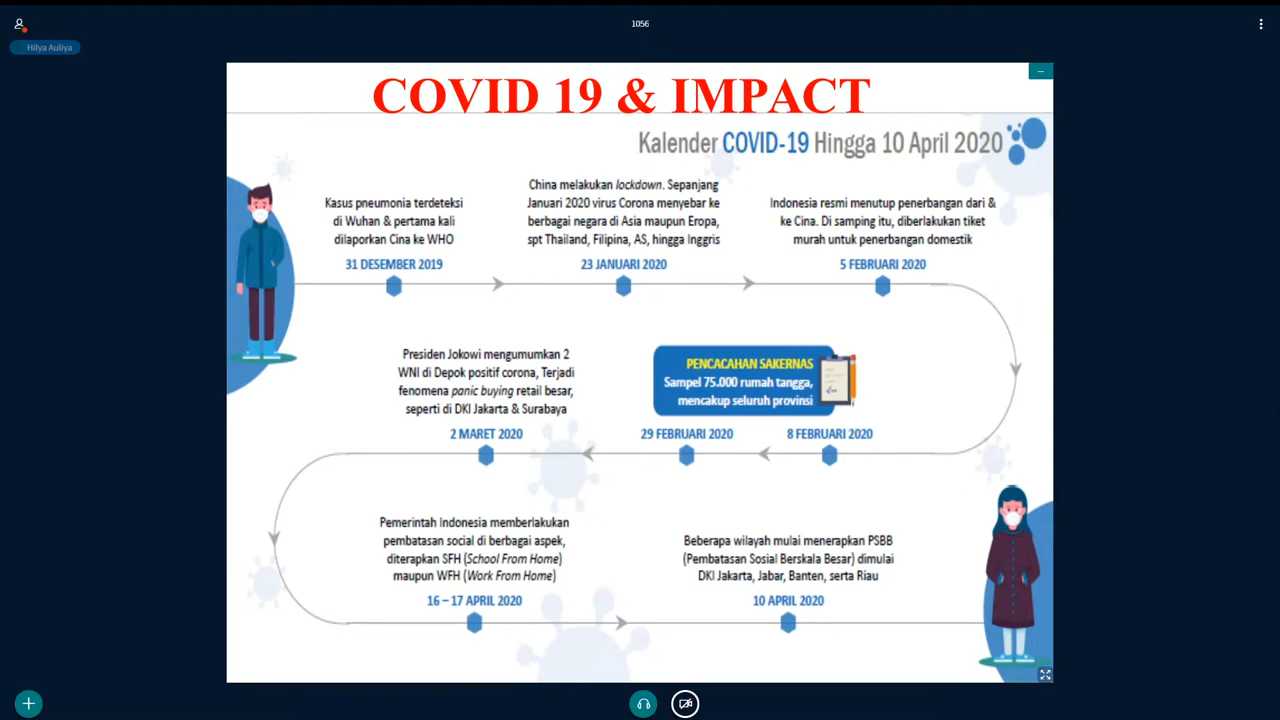 1056
Hilya Auliya
COVID 19 & IMPACT
Kalender COVID-19 Hingga 10 April 2020
Kasus pneumonia terdeteksi
di Wuhan & pertama kali
dilaporkan Cina ke WHO
31 DESEMBER 2019
China melakukan lockdown. Sepanjang
Januari 2020 virus Corona menyebar ke
berbagai negara di Asia maupun Eropa,
spt Thailand, Filipina, AS, hingga Inggris
23 JANUARI 2020
Indonesia resmi menutup penerbangan dari &
ke Cina. Di samping itu, diberlakukan tiket
murah untuk penerbangan domestik
5 FEBRUARI 2020
Presiden Jokowi mengumumkan 2
WNI di Depok positif corona, Terjadi
fenomena panic buying retail besar,
seperti di DKI Jakarta & Surabaya
2 MARET 2020
PENCACAHAN SAKERNAS
Sampel 75.000 rumah tangga,
mencakup seluruh provinsi
29 FEBRUARI 2020
8 FEBRUARI 2020
Pemerintah Indonesia memberlakukan
pembatasan social di berbagai aspek,
diterapkan SFH (School From Home)
maupun WFH (Work From Home)
16 – 17 APRIL 2020
Beberapa wilayah mulai menerapkan PSBB
(Pembatasan Sosial Berskala Besar) dimulai
DKI Jakarta, Jabar, Banten, serta Riau
10 APRIL 2020